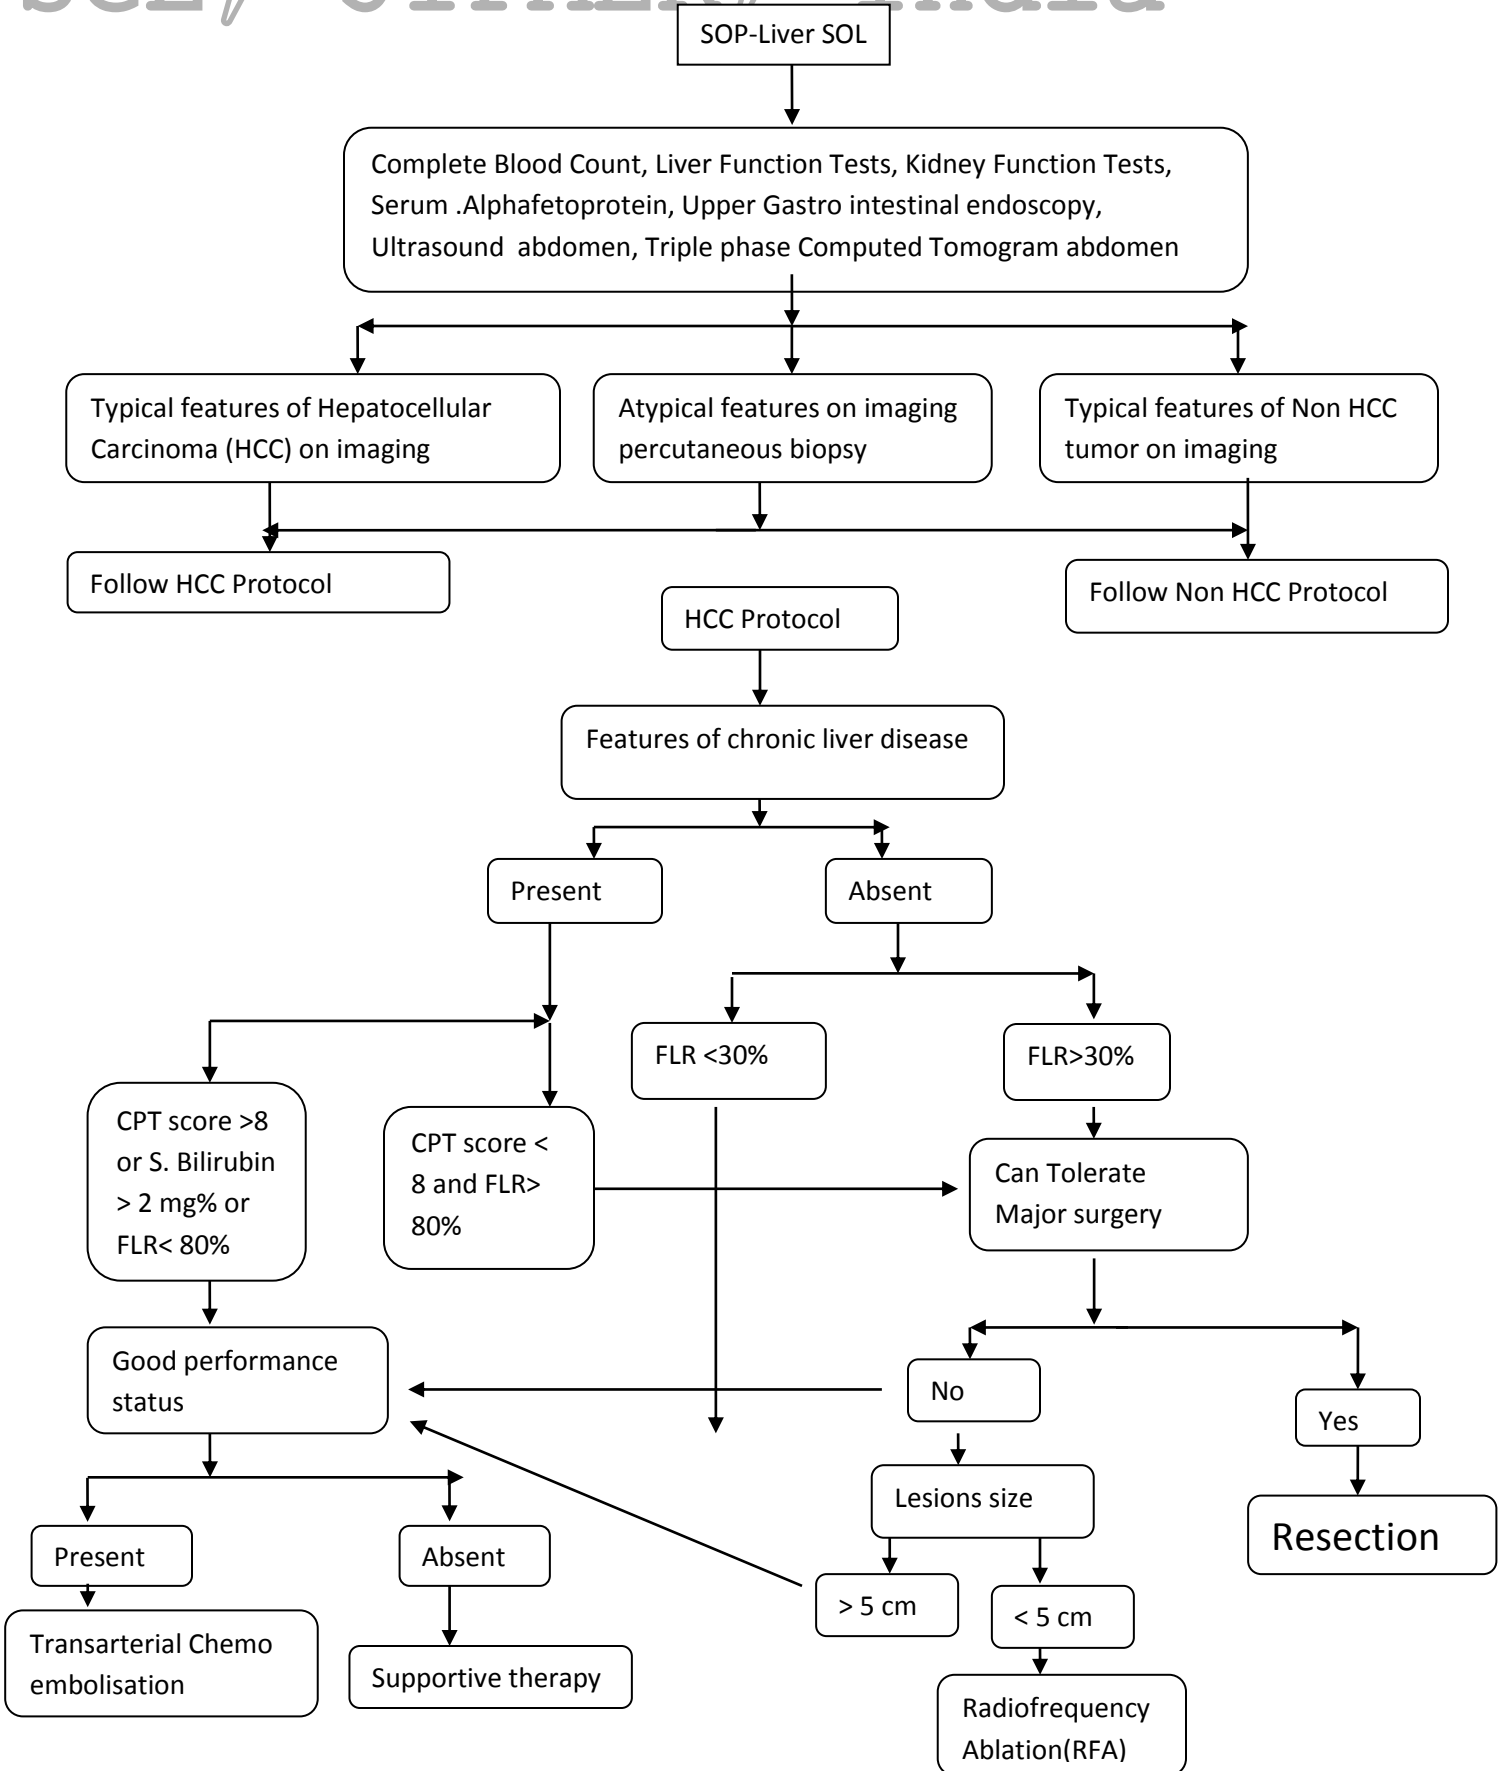 SOP-Liver SOL
Complete Blood Count, Liver Function Tests, Kidney Function Tests,
Serum .Alphafetoprotein, Upper Gastro intestinal endoscopy,
Ultrasound abdomen, Triple phase Computed Tomogram abdomen
Typical features of Hepatocellular
Carcinoma (HCC) on imaging
Atypical features on imaging
percutaneous biopsy
Typical features of Non HCC
tumor on imaging
Follow HCC Protocol
Follow Non HCC Protocol
HCC Protocol
Features of chronic liver disease
Present
Absent
FLR <30%
FLR>30%
CPT score >8
or S. Bilirubin
> 2 mg% or
FLR< 80%
CPT score <
8 and FLR>
80%
Can Tolerate
Major surgery
Good performance
status
No
Yes
Lesions size
Resection
Present
Absent
> 5 cm
< 5 cm
Transarterial Chemo
embolisation
Supportive therapy
Radiofrequency
Ablation(RFA)